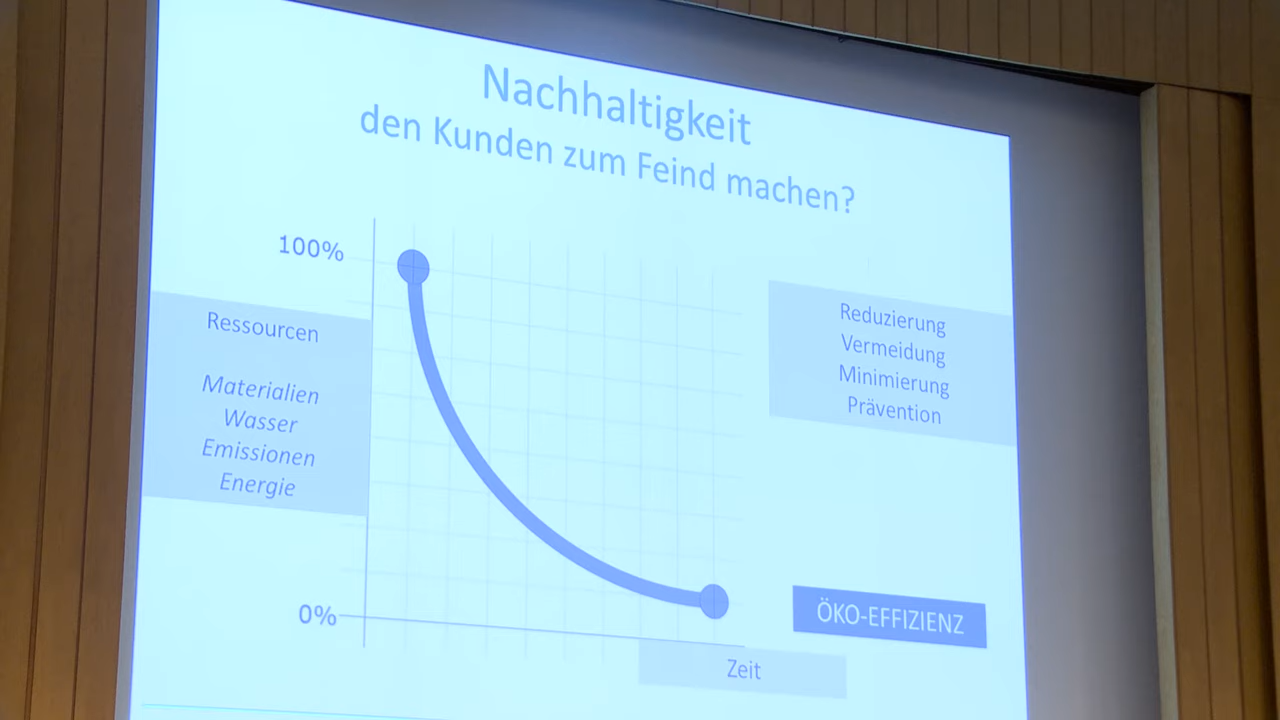 Nachhaltigkeit
den Kunden zum Feind machen?
100%
Ressourcen
Materialien
Wasser
Emissionen
Energie
Reduzierung
Vermeidung
Minimierung
Prävention
0%
ÖKO-EFFIZIENZ
Zeit